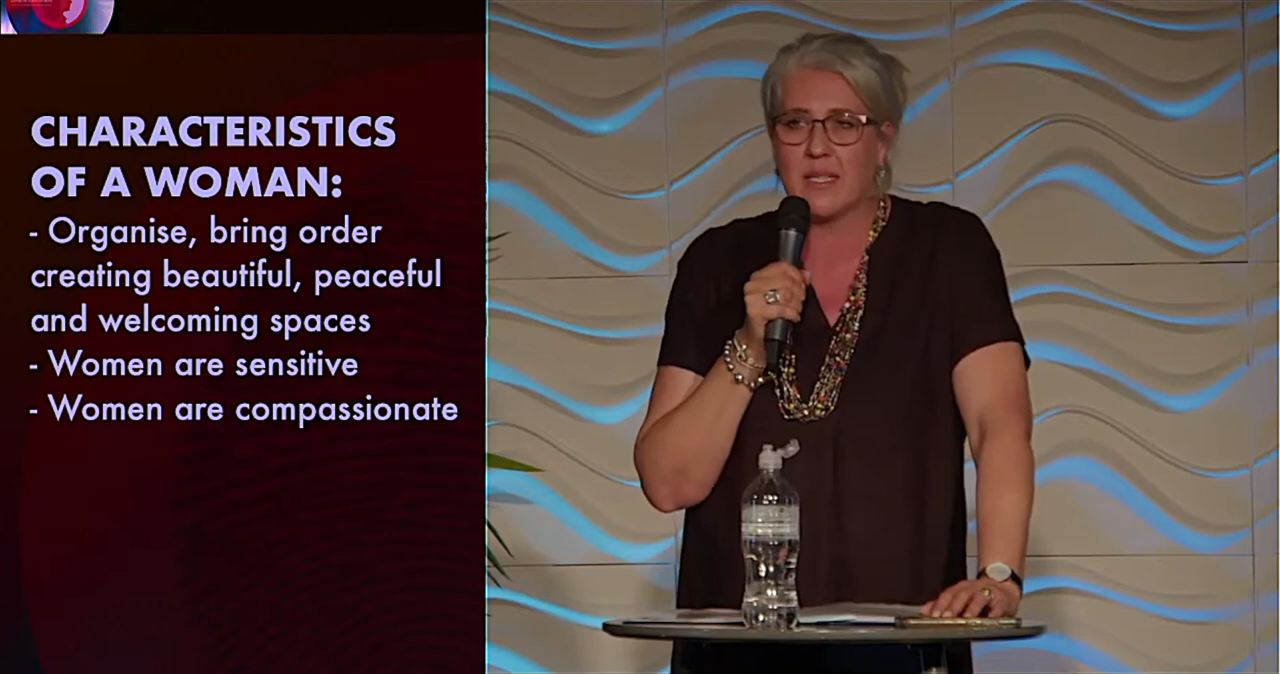 CHARACTERISTICS
OF A WOMAN:
- Organise, bring order
creating beautiful, peaceful
and welcoming spaces
- Women are sensitive
- Women are compassionate